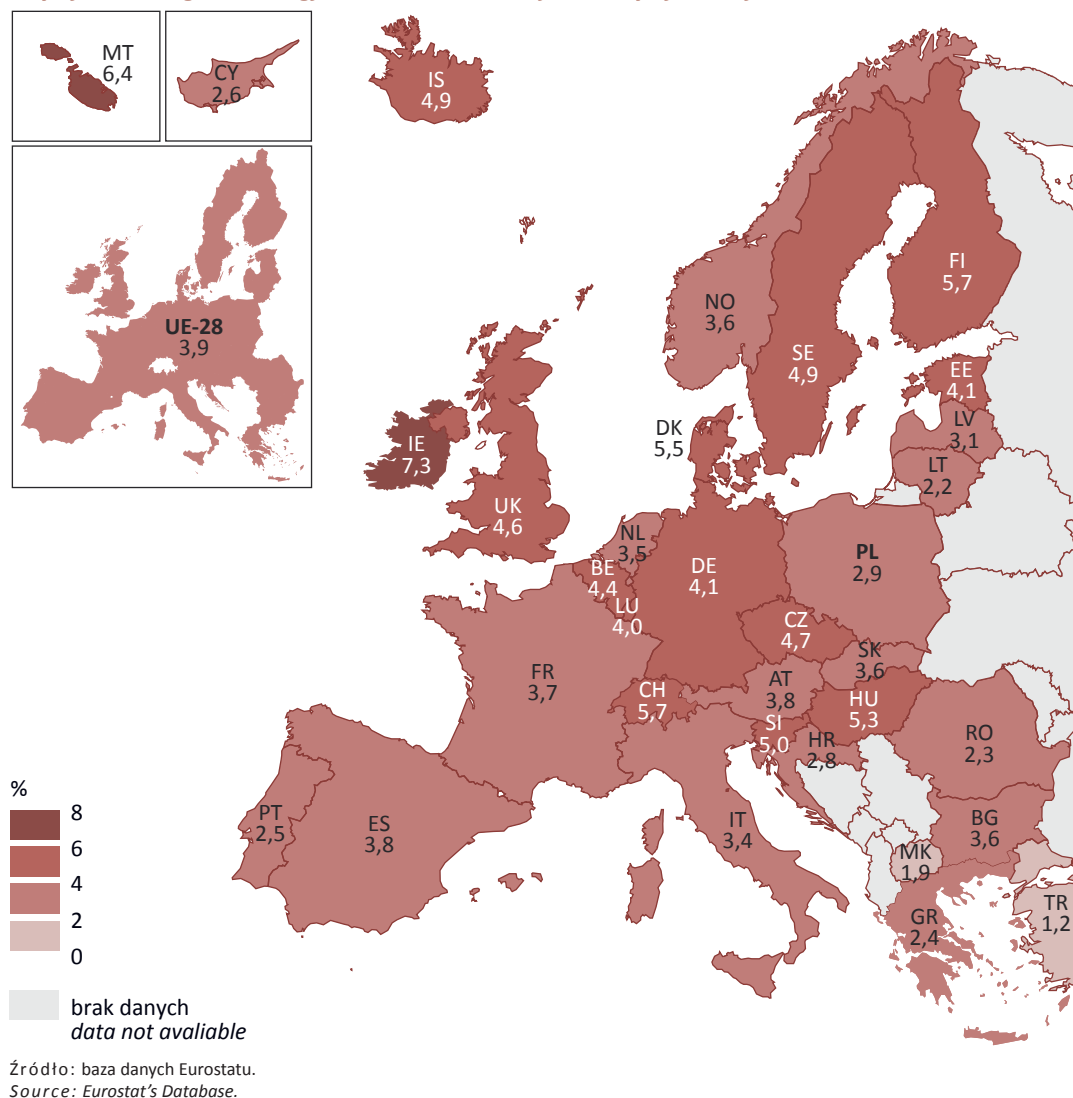 MT
6,4
CY
2,6
IS
4,9
UE-28
3,9
FI
5,7
NO
3,6
SE
4,9
EE
4,1
LV
3,1
LT
2,2
DK
5,5
IE
7,3
UK
4,6
NL
3,5
BE
4,4
LU
4,0
DE
4,1
PL
2,9
CZ
4,7
SK
3,6
FR
3,7
CH
5,7
AT
3,8
HU
5,3
SI
5,0
HR
2,8
RO
2,3
PT
2,5
ES
3,8
IT
3,4
BG
3,6
MK
1,9
GR
2,4
TR
1,2
%
8
6
4
2
0
brak danych
data not avaliable
Źródło: baza danych Eurostatu.
Source: Eurostat's Database.